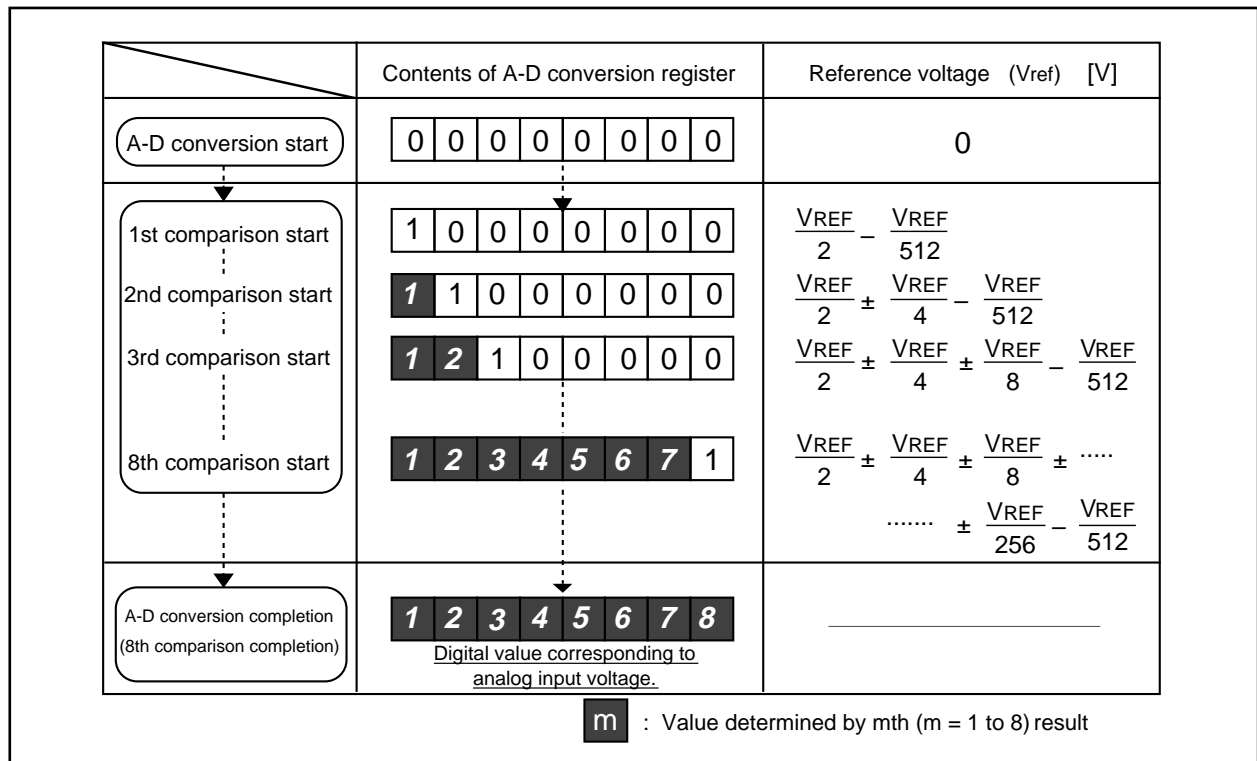 Contents of A-D conversion register
Reference voltage (Vref) [V]
A-D conversion start
0 0 0 0 0 0 0 0
0
1st comparison start
1 0 0 0 0 0 0 0
VREF/2 – VREF/512
2nd comparison start
1 1 0 0 0 0 0 0
VREF/2 ± VREF/4 – VREF/512
3rd comparison start
1 2 1 0 0 0 0 0
VREF/2 ± VREF/4 ± VREF/8 – VREF/512
8th comparison start
1 2 3 4 5 6 7 1
VREF/2 ± VREF/4 ± VREF/8 ± .....
....... ± VREF/256 – VREF/512
A-D conversion completion
(8th comparison completion)
1 2 3 4 5 6 7 8
Digital value corresponding to
analog input voltage.
m : Value determined by mth (m = 1 to 8) result